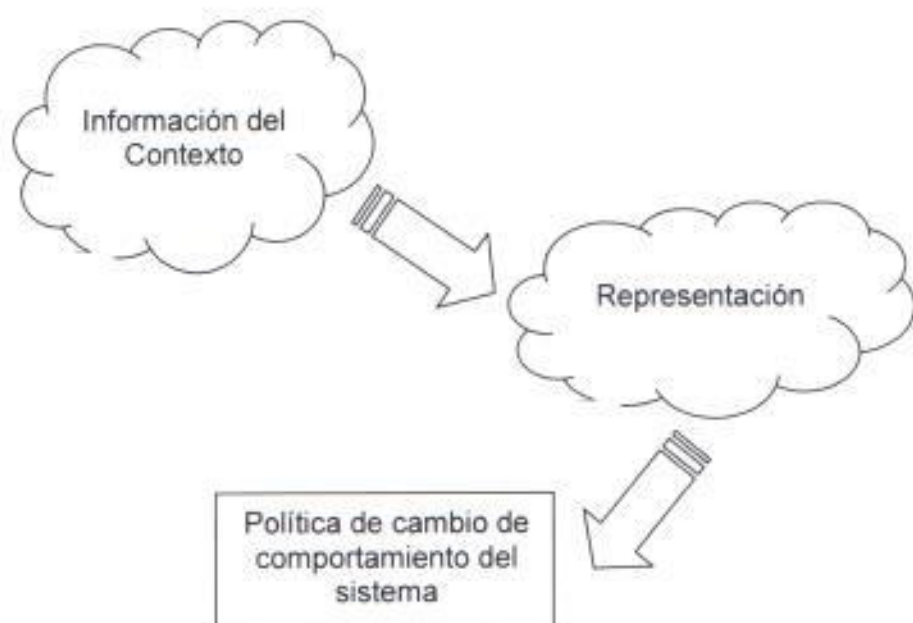 Información del
Contexto
Representación
Política de cambio de
comportamiento del
sistema